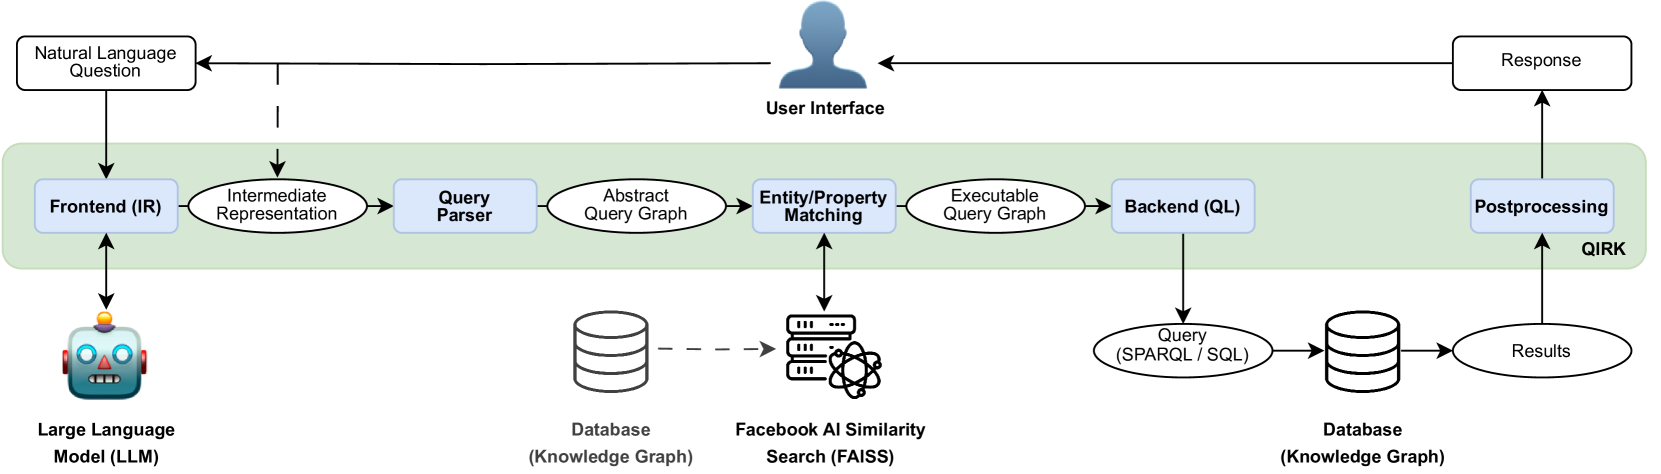 Natural Language
Question
User Interface
Response
Frontend (IR)
Intermediate
Representation
Query
Parser
Abstract
Query Graph
Entity/Property
Matching
Executable
Query Graph
Backend (QL)
Postprocessing
QIRK
Query
(SPARQL / SQL)
Results
Large Language
Model (LLM)
Database
(Knowledge Graph)
Facebook AI Similarity
Search (FAISS)
Database
(Knowledge Graph)